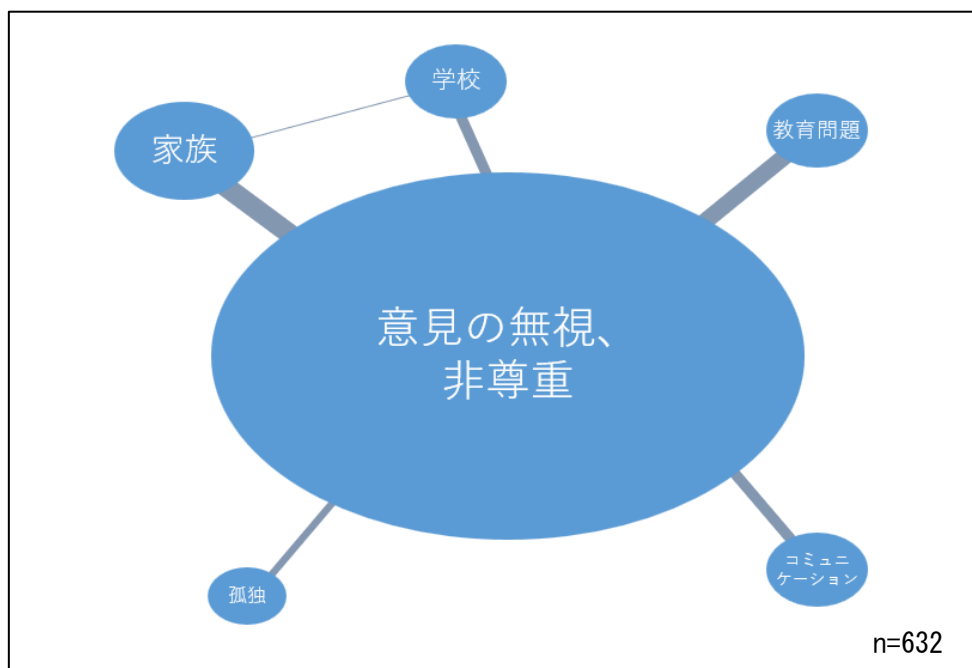 学校
家族
教育問題
意見の無視、
非尊重
孤独
コミュニ
ケーション
n=632